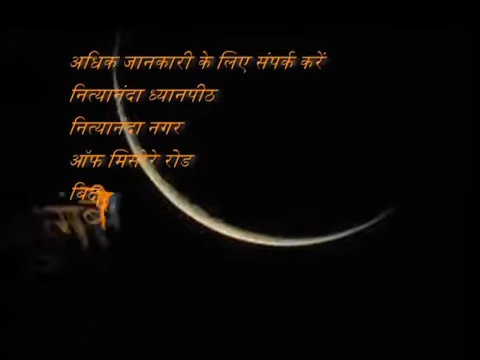 अधिक जानकारी के लिए संपर्क करें
नित्यानंदा ध्यानपीठ
नित्यानंदा नगर
ऑफ मिसोरे रोड